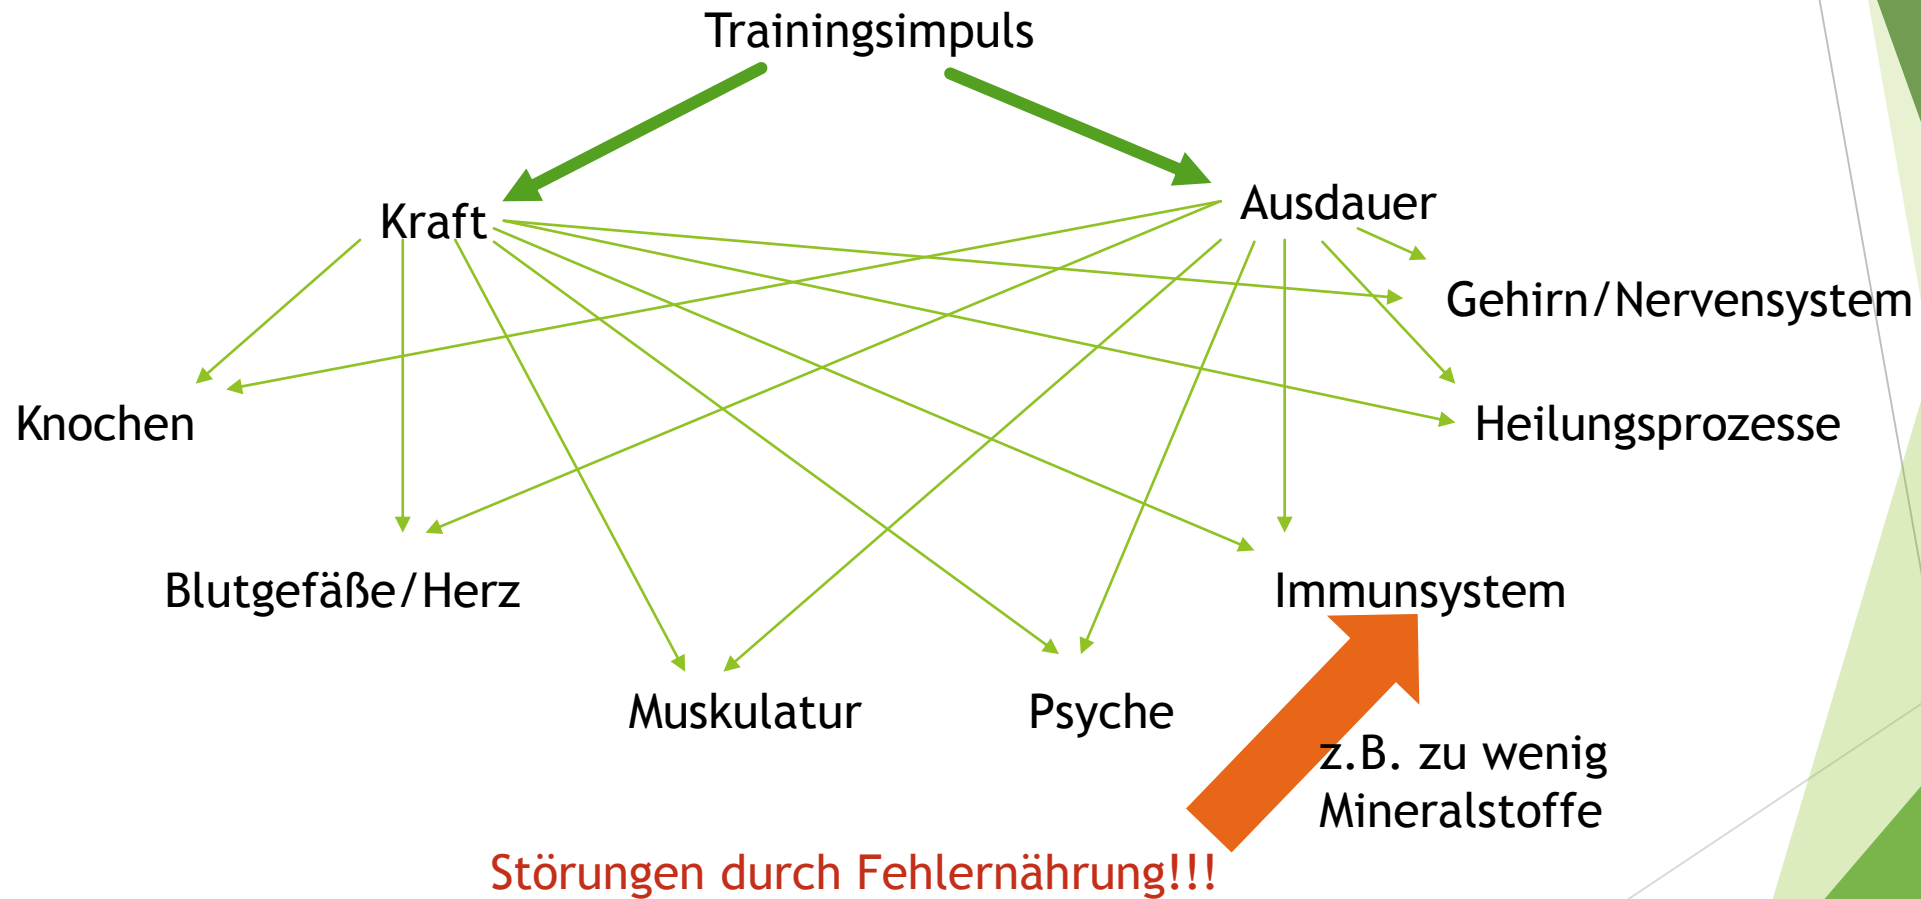 Trainingsimpuls
Kraft
Ausdauer
Gehirn/Nervensystem
Knochen
Heilungsprozesse
Blutgefäße/Herz
Immunsystem
Muskulatur
Psyche
z.B. zu wenig
Mineralstoffe
Störungen durch Fehlernährung!!!